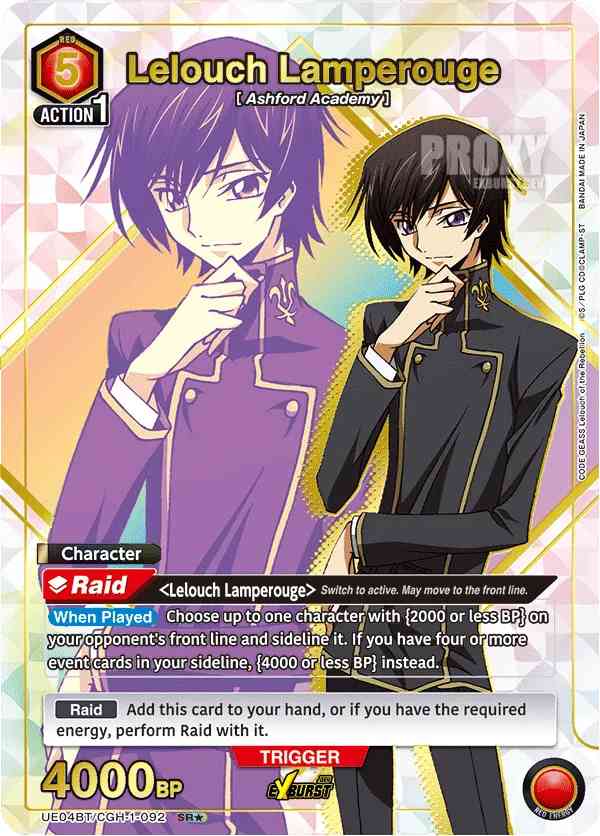 RED
5
ACTION 1
Lelouch Lamperouge
[ Ashford Academy ]
PROXY
EXBURST.DEV
CODE GEASS Lelouch of the Rebellion ©S/PLG CD©CLAMP-ST BANDAI MADE IN JAPAN
Character
Raid <Lelouch Lamperouge> Switch to active. May move to the front line.
When Played Choose up to one character with {2000 or less BP} on
your opponent's front line and sideline it. If you have four or more
event cards in your sideline, {4000 or less BP} instead.
Raid Add this card to your hand, or if you have the required
energy, perform Raid with it.
TRIGGER
4000BP
EXBURST.DEV
RED ENERGY
UE04BT/CGH-1-092 SR★